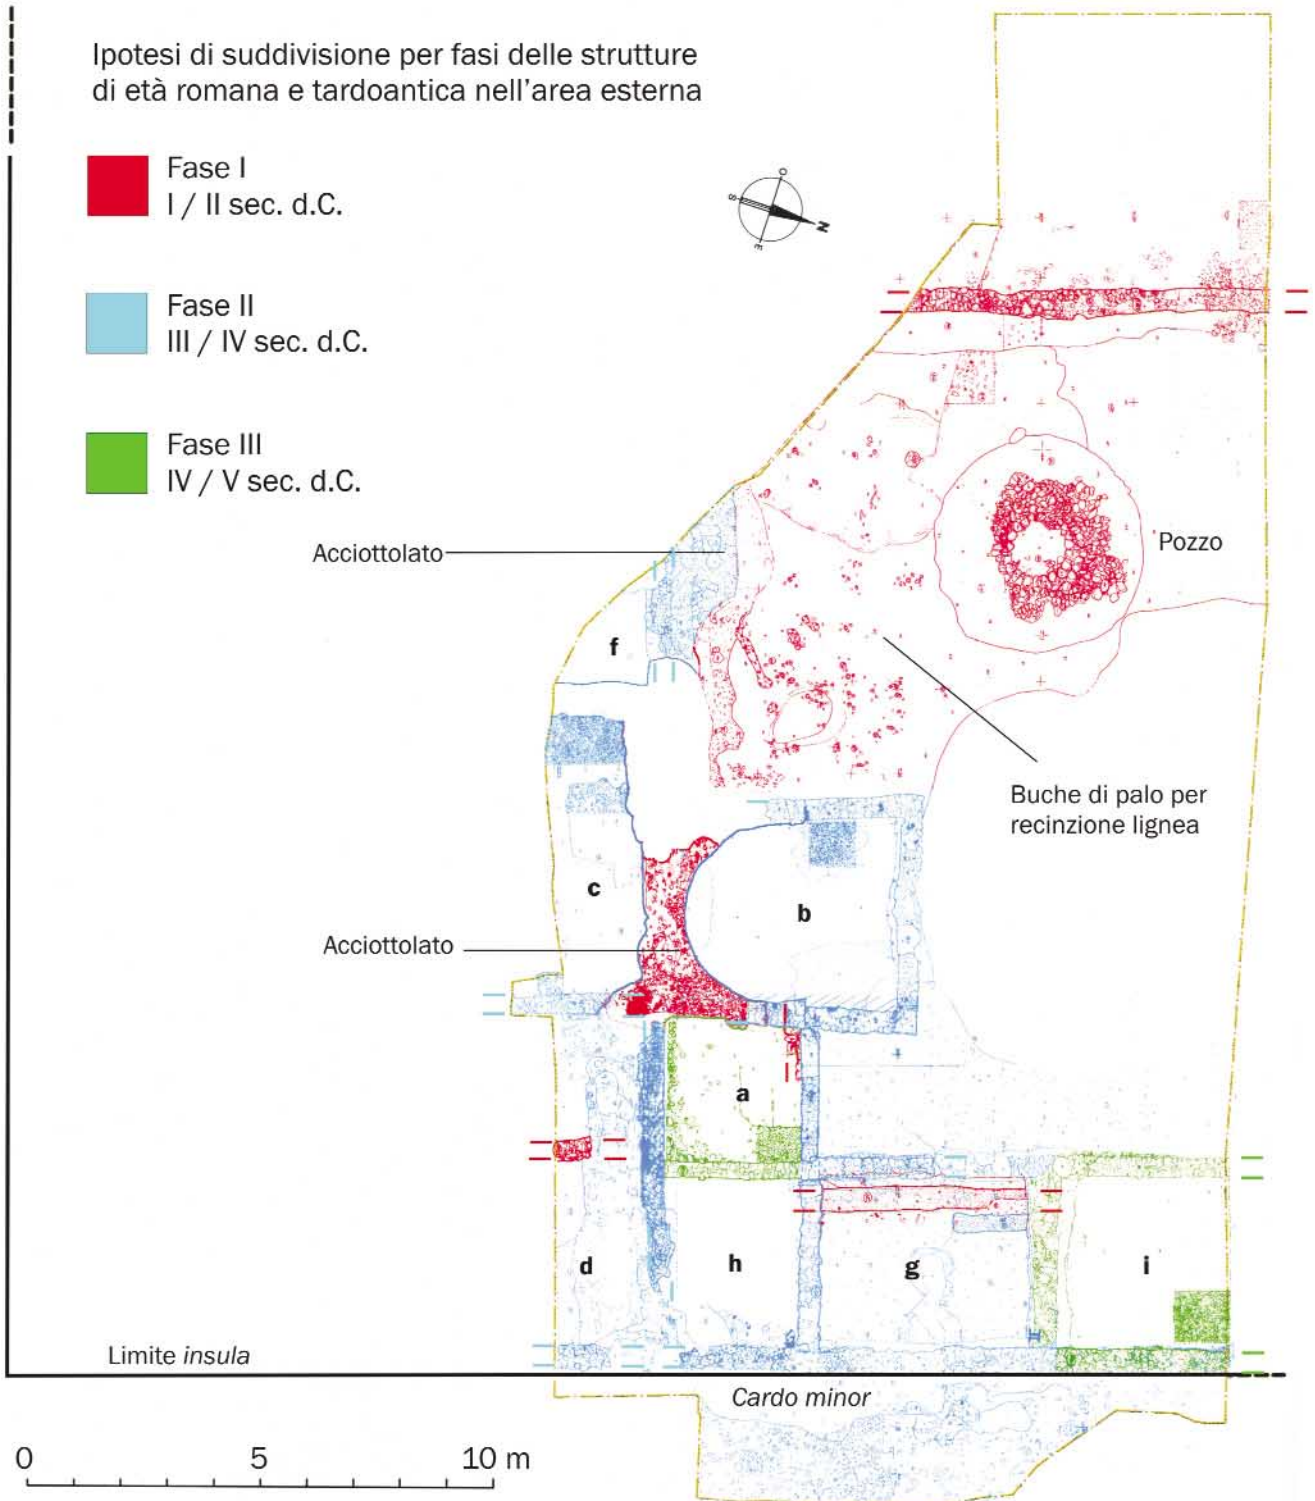 Ipotesi di suddivisione per fasi delle strutture
di età romana e tardoantica nell'area esterna
Fase I
I / II sec. d.C.
Fase II
III / IV sec. d.C.
Fase III
IV / V sec. d.C.
O
S
N
E
Acciottolato
Pozzo
f
Buche di palo per
recinzione lignea
c
b
Acciottolato
a
d
h
g
i
Limite insula
Cardo minor
0 5 10 m